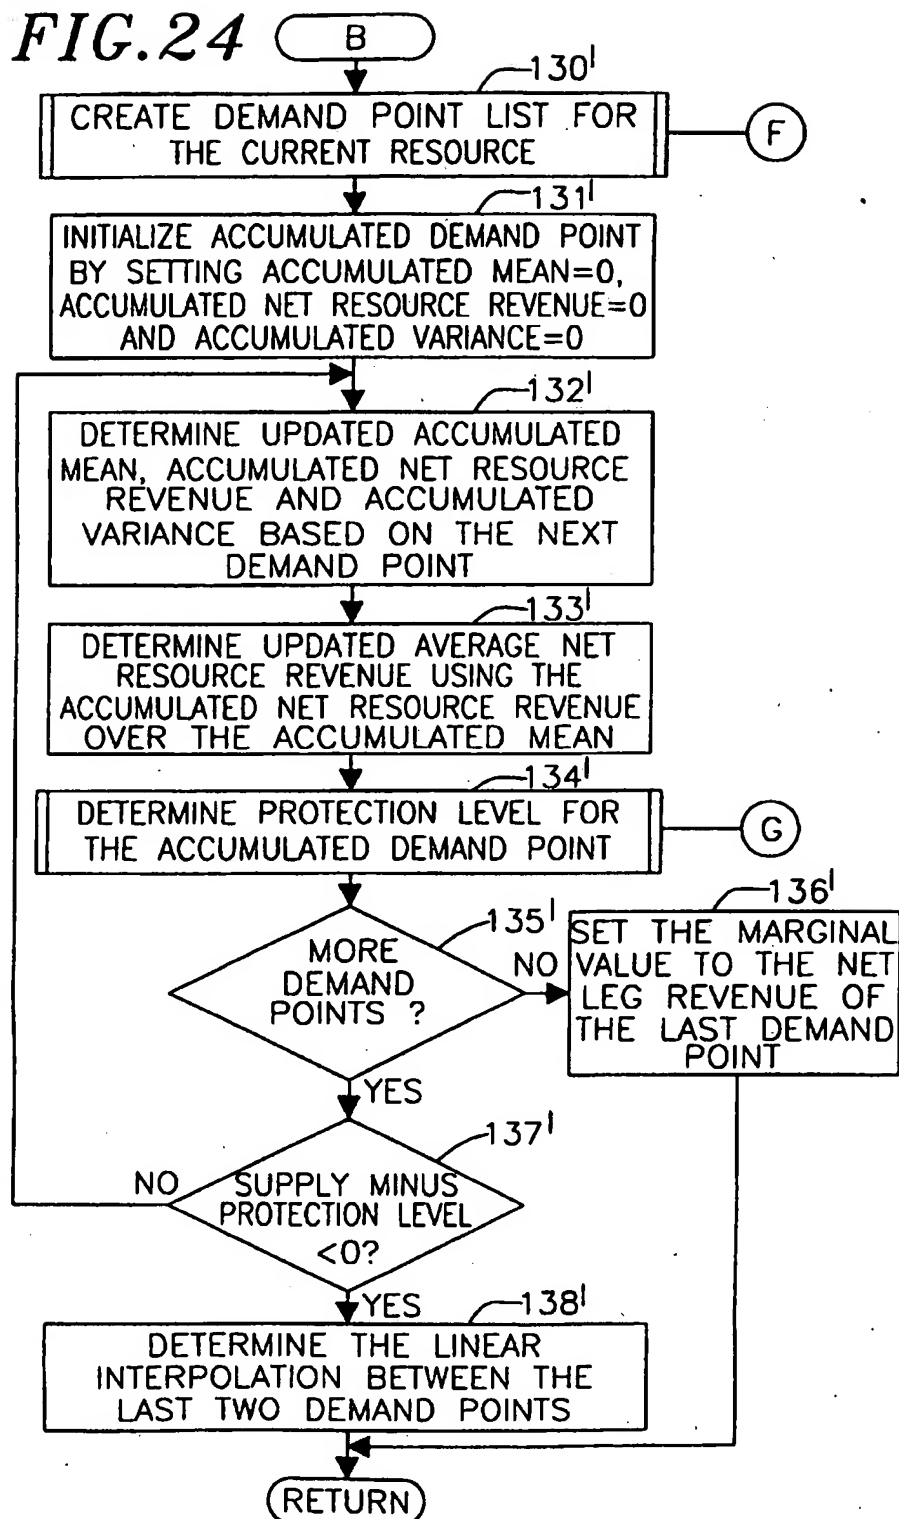 FIG.24
B
130'
CREATE DEMAND POINT LIST FOR
THE CURRENT RESOURCE
F
131'
INITIALIZE ACCUMULATED DEMAND POINT
BY SETTING ACCUMULATED MEAN=0,
ACCUMULATED NET RESOURCE REVENUE=0
AND ACCUMULATED VARIANCE=0
132'
DETERMINE UPDATED ACCUMULATED
MEAN, ACCUMULATED NET RESOURCE
REVENUE AND ACCUMULATED
VARIANCE BASED ON THE NEXT
DEMAND POINT
133'
DETERMINE UPDATED AVERAGE NET
RESOURCE REVENUE USING THE
ACCUMULATED NET RESOURCE REVENUE
OVER THE ACCUMULATED MEAN
134'
DETERMINE PROTECTION LEVEL FOR
THE ACCUMULATED DEMAND POINT
G
135'
MORE
DEMAND
POINTS ?
NO
136'
SET THE MARGINAL
VALUE TO THE NET
LEG REVENUE OF
THE LAST DEMAND
POINT
YES
137'
SUPPLY MINUS
PROTECTION LEVEL
<0?
NO
YES
138'
DETERMINE THE LINEAR
INTERPOLATION BETWEEN THE
LAST TWO DEMAND POINTS
RETURN